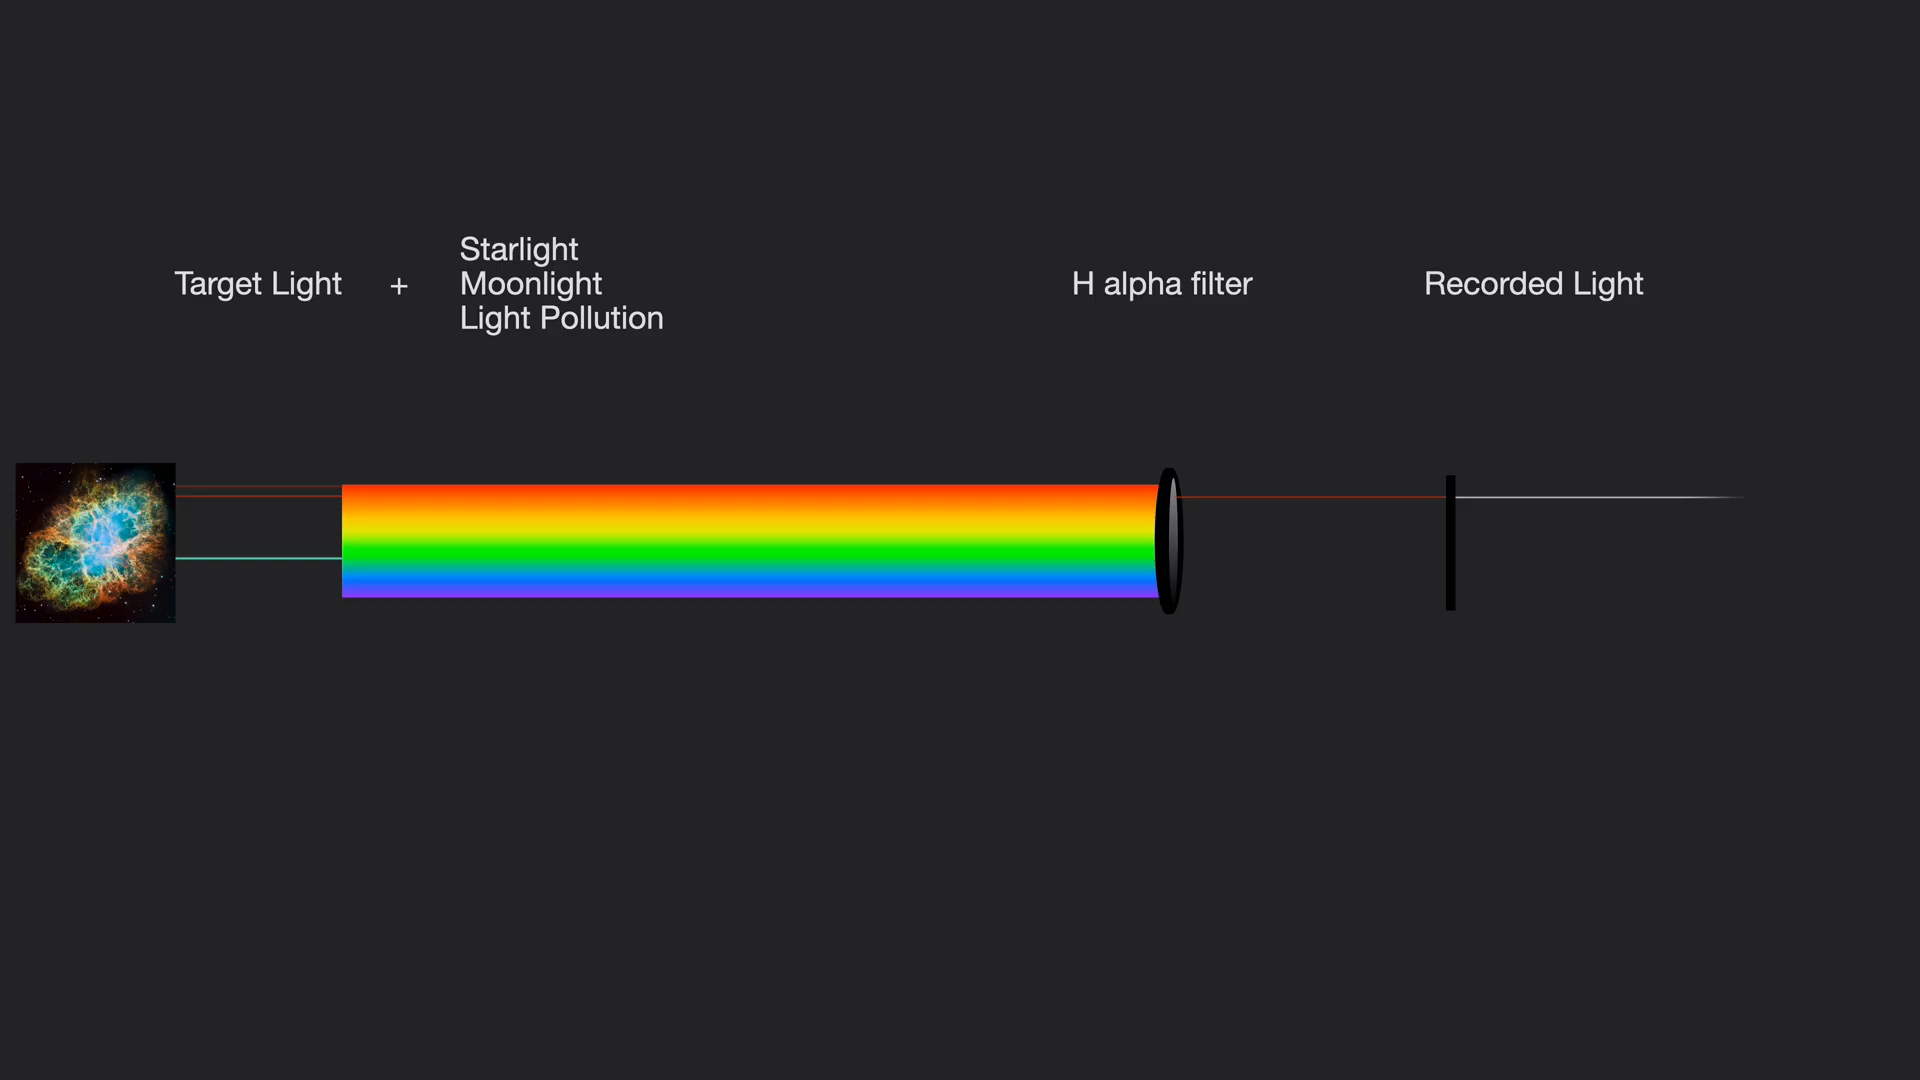 Target Light
+
Starlight
Moonlight
Light Pollution
H alpha filter
Recorded Light